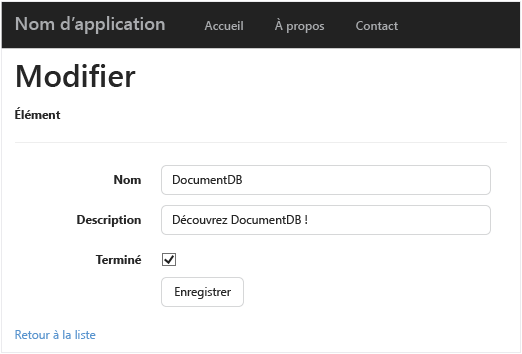 Nom d'application Accueil À propos Contact
Modifier
Élément
Nom DocumentDB
Description Découvrez DocumentDB !
Terminé
Enregistrer
Retour à la liste